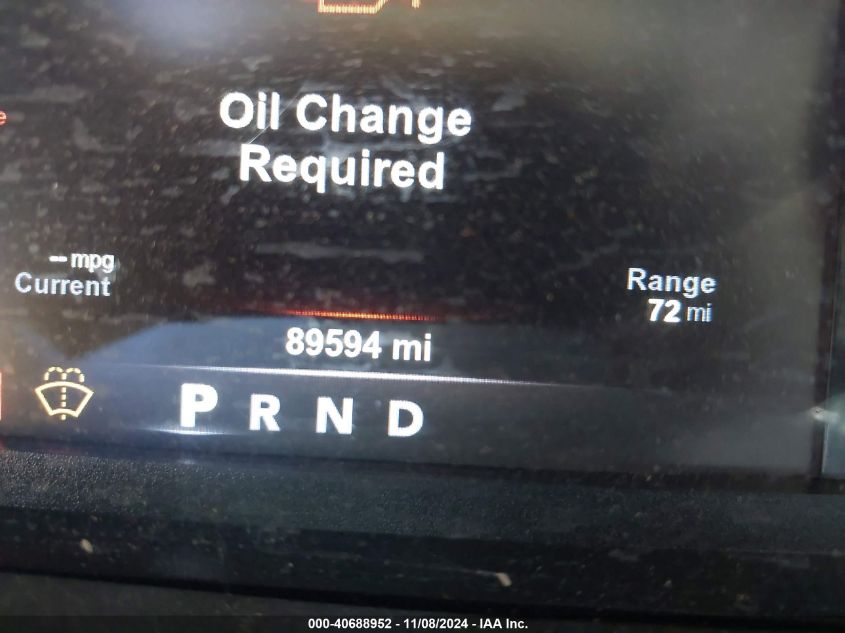 Oil Change
Required
-- mpg
Current
Range
72 mi
89594 mi
P R N D
000-40688952 - 11/08/2024 - IAA Inc.